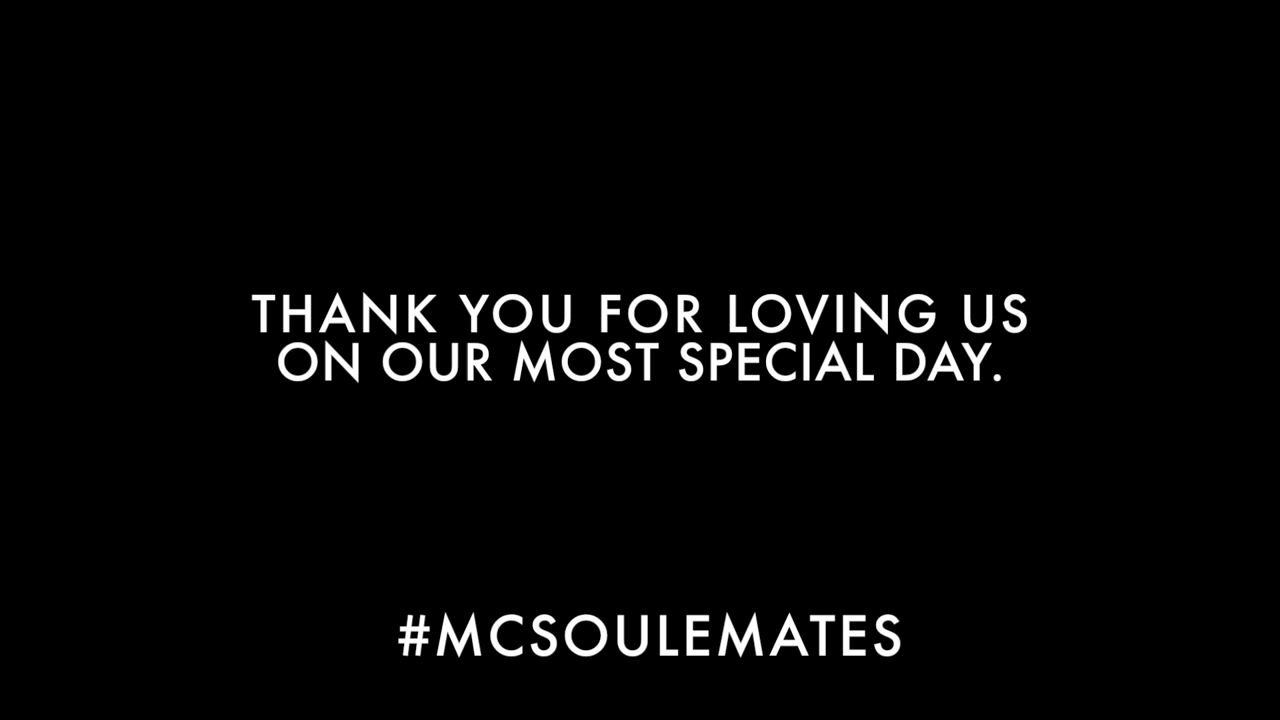 THANK YOU FOR LOVING US
ON OUR MOST SPECIAL DAY.
#MCSOULEMATES